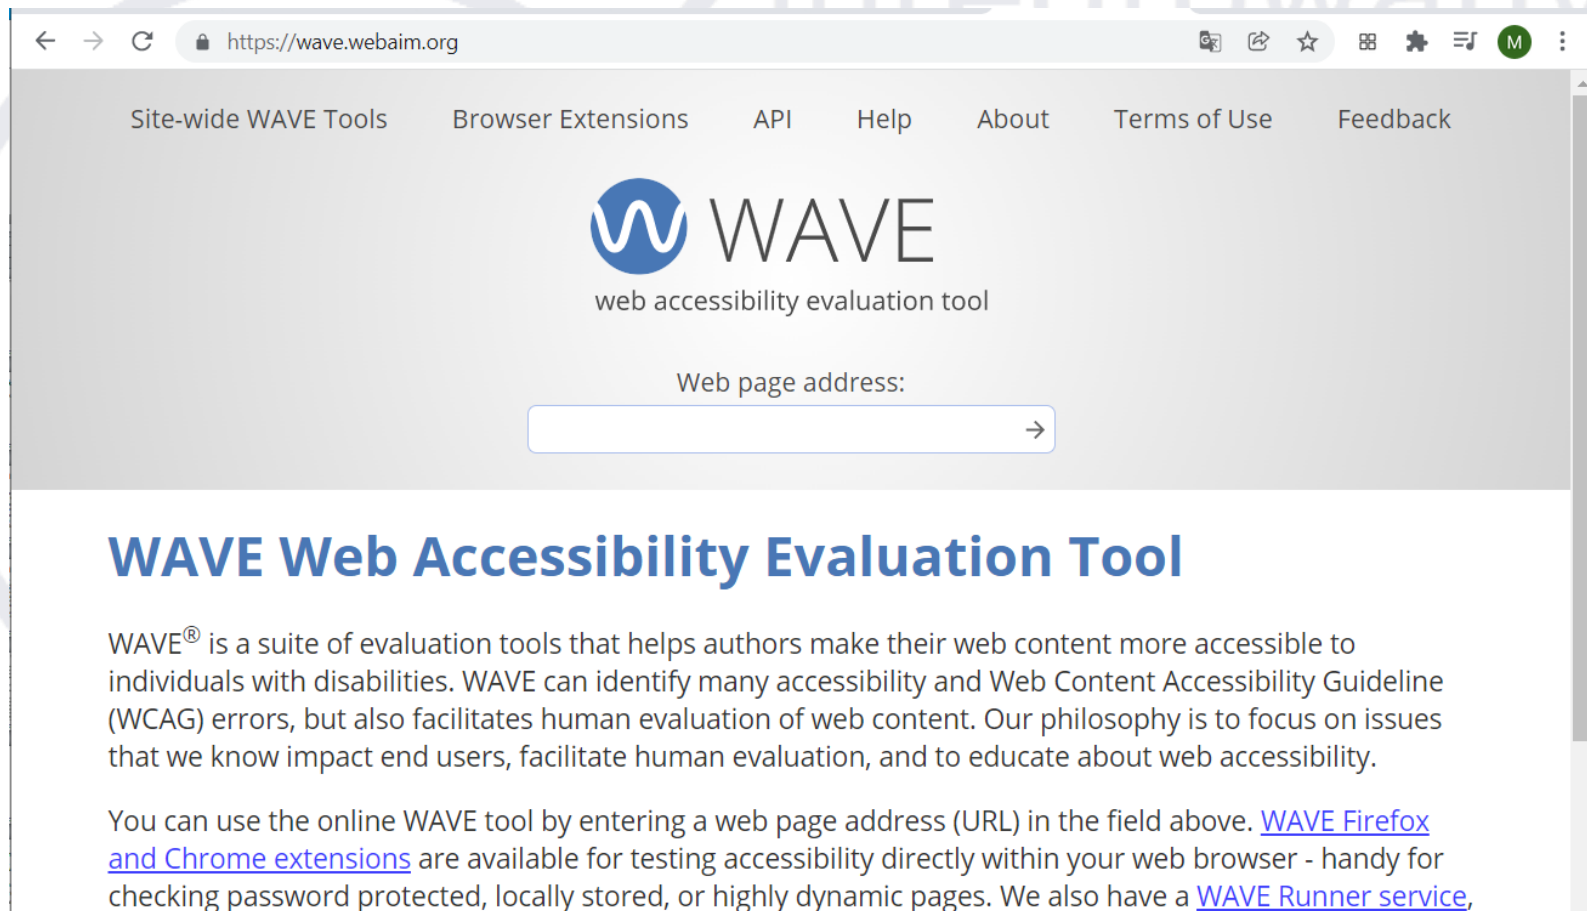 https://wave.webaim.org
M
Site-wide WAVE Tools Browser Extensions API Help About Terms of Use Feedback
WAVE
web accessibility evaluation tool
Web page address:
WAVE Web Accessibility Evaluation Tool
WAVE® is a suite of evaluation tools that helps authors make their web content more accessible to
individuals with disabilities. WAVE can identify many accessibility and Web Content Accessibility Guideline
(WCAG) errors, but also facilitates human evaluation of web content. Our philosophy is to focus on issues
that we know impact end users, facilitate human evaluation, and to educate about web accessibility.
You can use the online WAVE tool by entering a web page address (URL) in the field above. WAVE Firefox
and Chrome extensions are available for testing accessibility directly within your web browser - handy for
checking password protected, locally stored, or highly dynamic pages. We also have a WAVE Runner service,